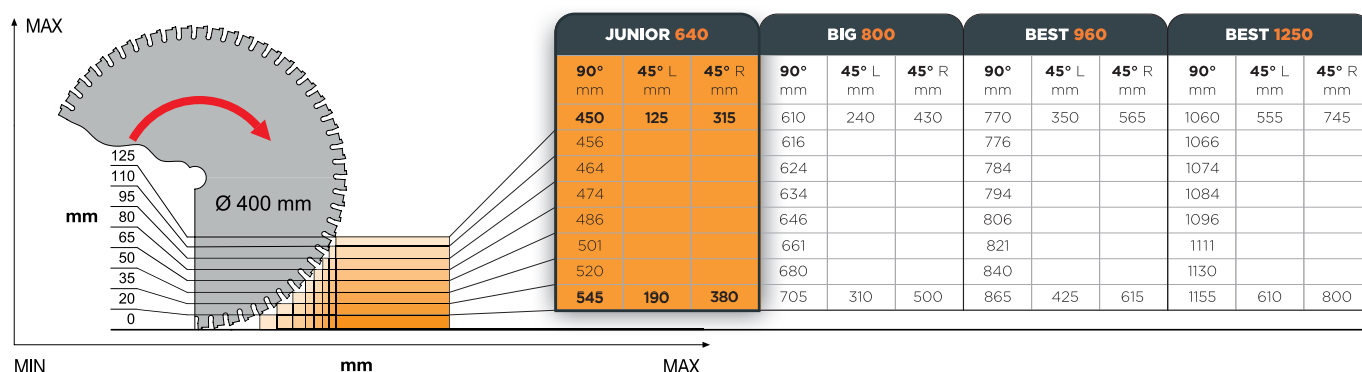 MAX
JUNIOR 640 BIG 800 BEST 960 BEST 1250
90° 45° L 45° R 90° 45° L 45° R 90° 45° L 45° R 90° 45° L 45° R
mm mm mm mm mm mm mm mm mm mm mm mm
450 125 315 610 240 430 770 350 565 1060 555 745
456 616 776 1066
464 624 784 1074
474 634 794 1084
486 646 806 1096
501 661 821 1111
520 680 840 1130
545 190 380 705 310 500 865 425 615 1155 610 800
125
110
95
80
65
50
35
20
0
mm
Ø 400 mm
MIN mm MAX